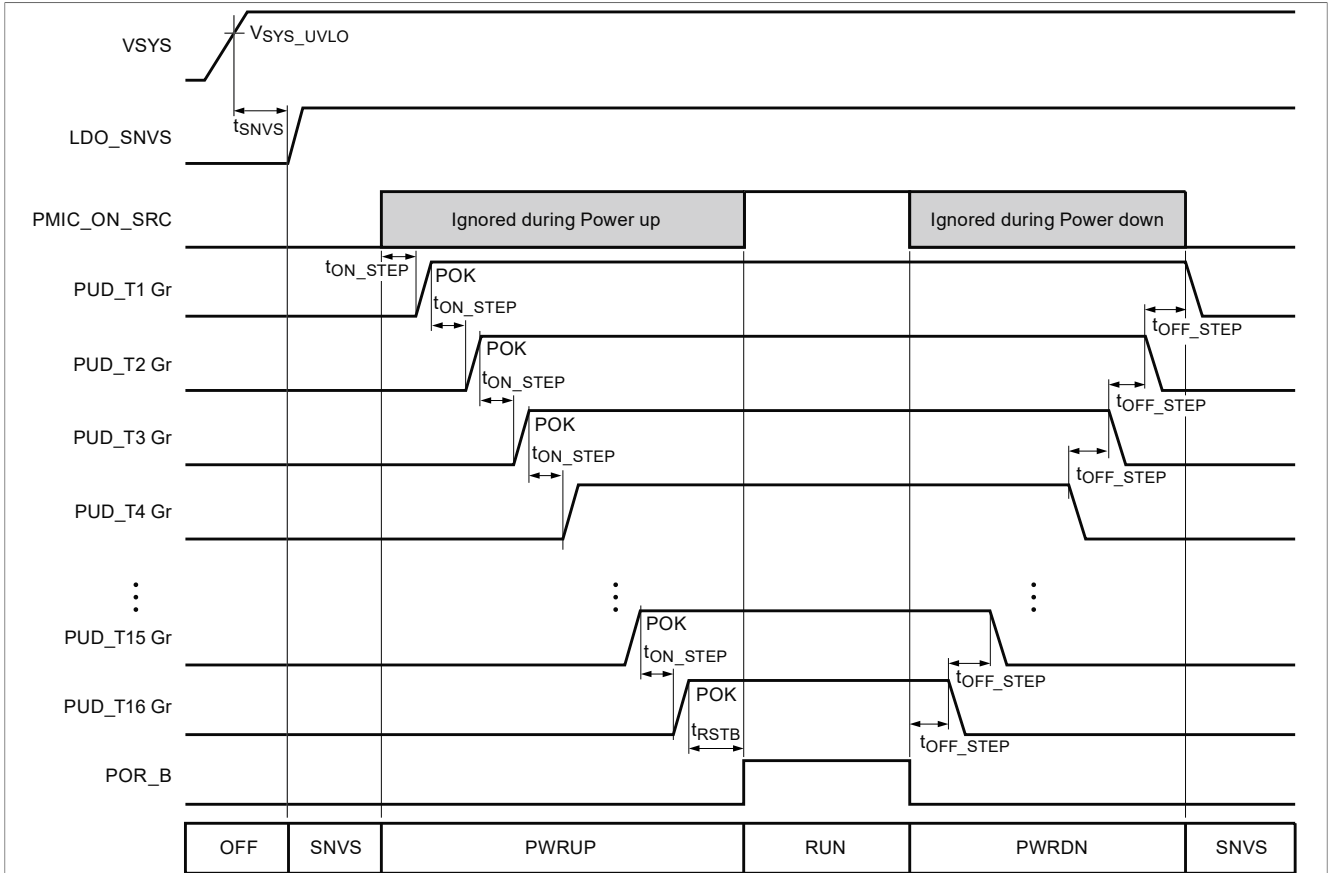 VSYS
VSYS_UVLO
tSNVS
LDO_SNVS
PMIC_ON_SRC
Ignored during Power up
Ignored during Power down
tON_STEP
PUD_T1 Gr
POK
tON_STEP
tOFF_STEP
PUD_T2 Gr
POK
tON_STEP
tOFF_STEP
PUD_T3 Gr
POK
tON_STEP
tOFF_STEP
PUD_T4 Gr
PUD_T15 Gr
POK
tON_STEP
tOFF_STEP
PUD_T16 Gr
POK
tRSTB
tOFF_STEP
POR_B
OFF SNVS PWRUP RUN PWRDN SNVS